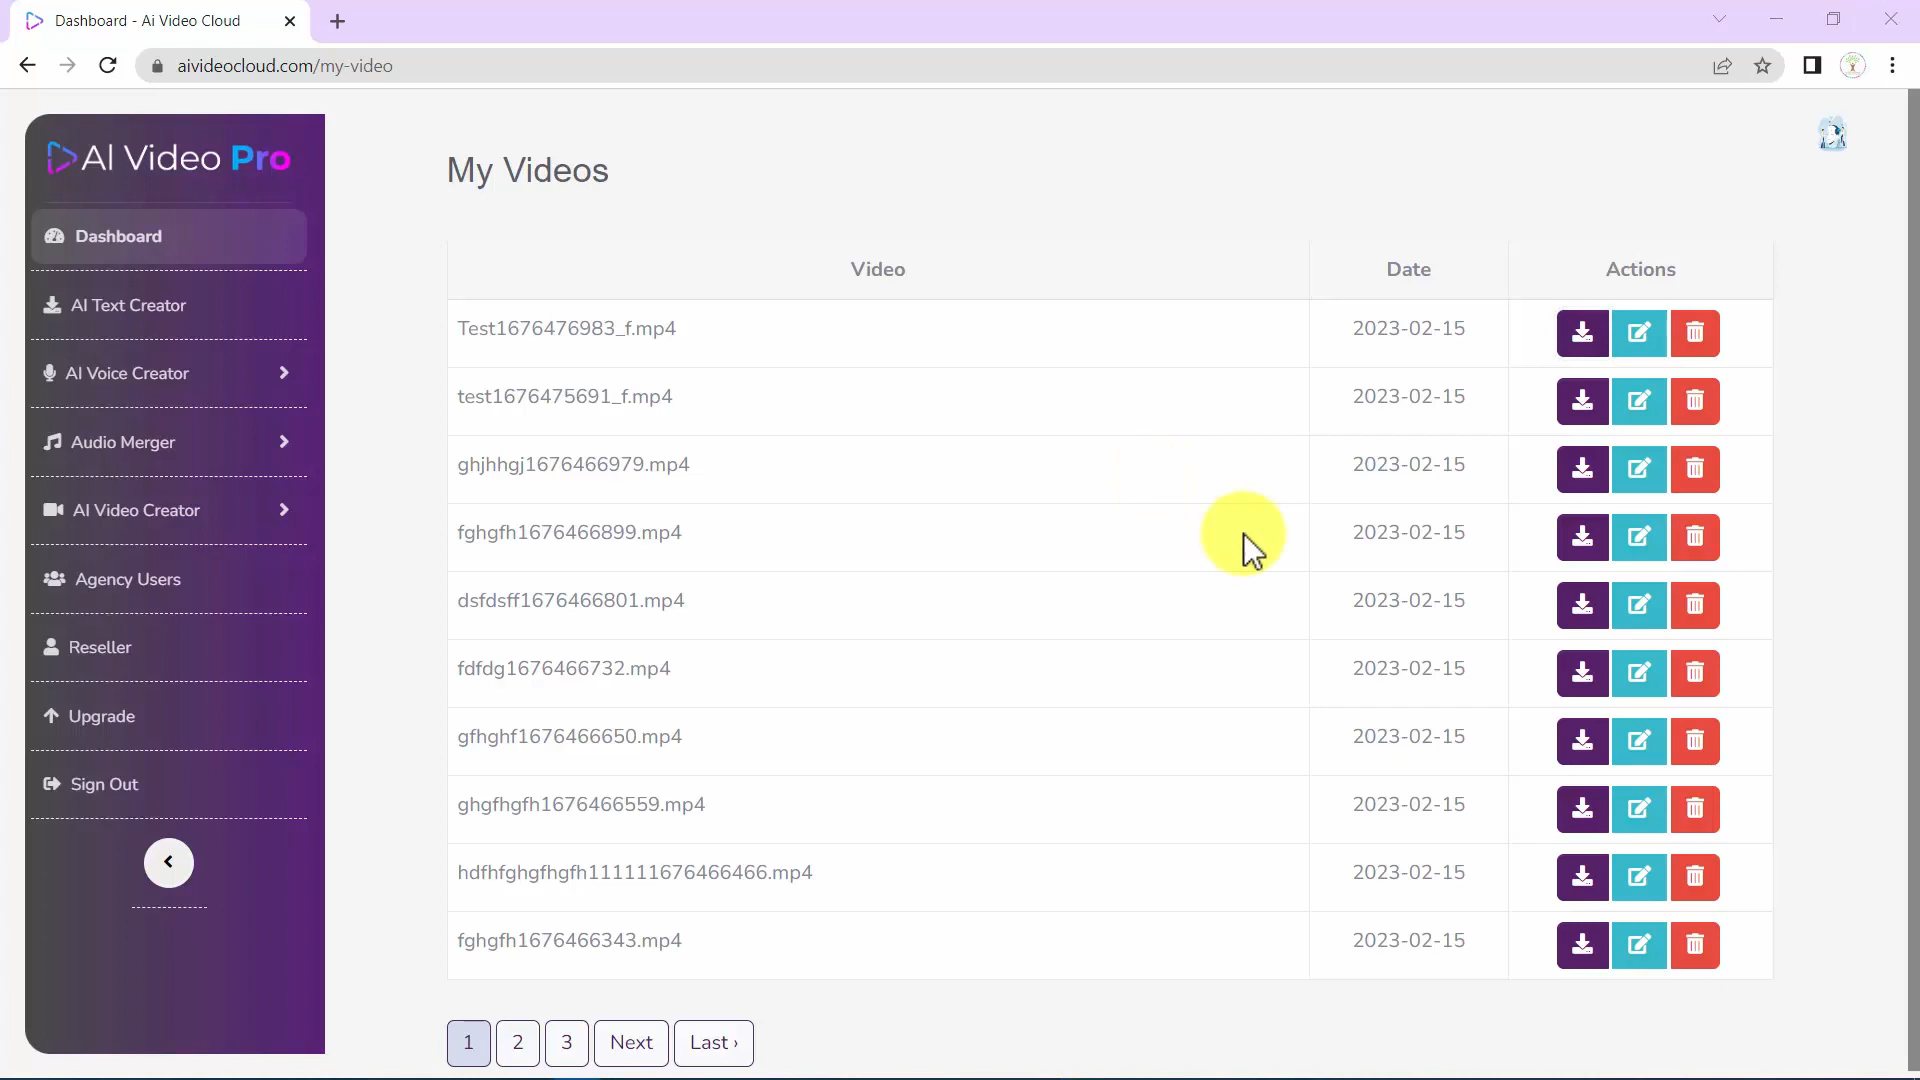 Dashboard - Ai Video Cloud
aivideocloud.com/my-video
AI Video Pro
Dashboard
AI Text Creator
AI Voice Creator
Audio Merger
AI Video Creator
Agency Users
Reseller
Upgrade
Sign Out
My Videos
Video Date Actions
Test1676476983_f.mp4 2023-02-15
test1676475691_f.mp4 2023-02-15
ghjhhgj1676466979.mp4 2023-02-15
fghgfh1676466899.mp4 2023-02-15
dsfdsff1676466801.mp4 2023-02-15
fdfdg1676466732.mp4 2023-02-15
gfhghf1676466650.mp4 2023-02-15
ghgfhgfh1676466559.mp4 2023-02-15
hdfhfghgfhgfh111111676466466.mp4 2023-02-15
fghgfh1676466343.mp4 2023-02-15
1 2 3 Next Last ›